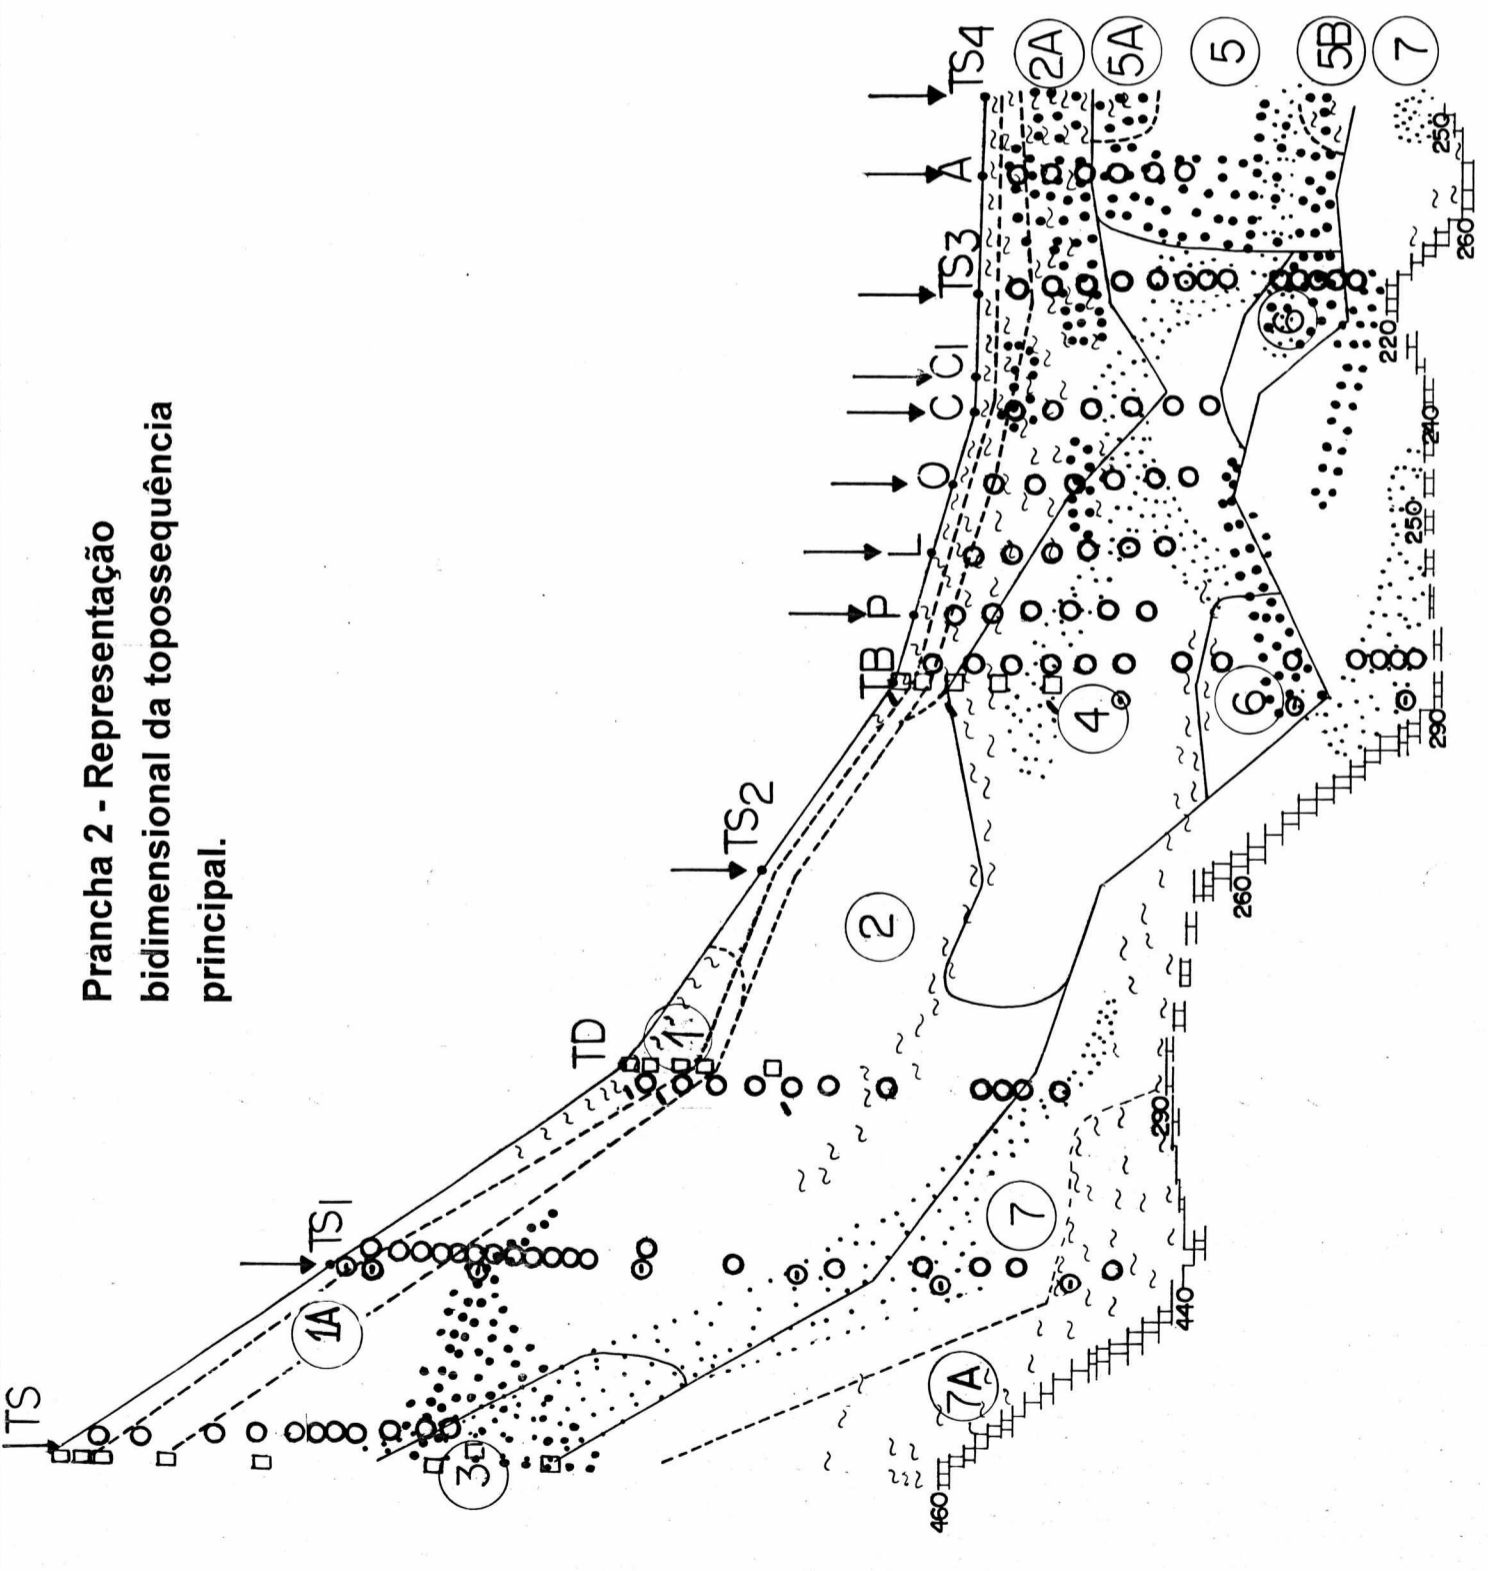 Prancha 2 - Representação
bidimensional da topossequência
principal.
TS
TS1
TD
TS2
TB
P
L
O
C
C1
TS3
A
TS4
1A
1
2
3
4
6
6
7
7A
2A
5A
5
5B
7
460
440
290
260
290
250
240
220
260
250